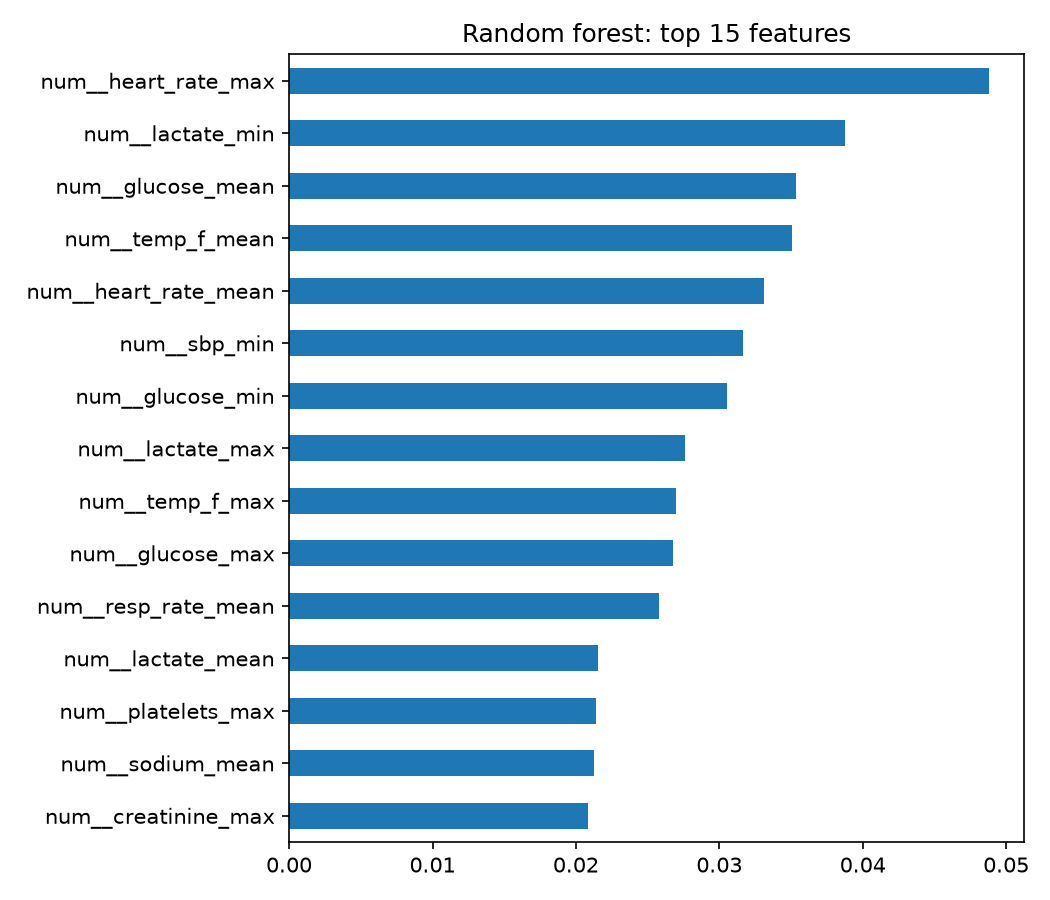 Random forest: top 15 features
num__heart_rate_max
num__lactate_min
num__glucose_mean
num__temp_f_mean
num__heart_rate_mean
num__sbp_min
num__glucose_min
num__lactate_max
num__temp_f_max
num__glucose_max
num__resp_rate_mean
num__lactate_mean
num__platelets_max
num__sodium_mean
num__creatinine_max
0.00 0.01 0.02 0.03 0.04 0.05